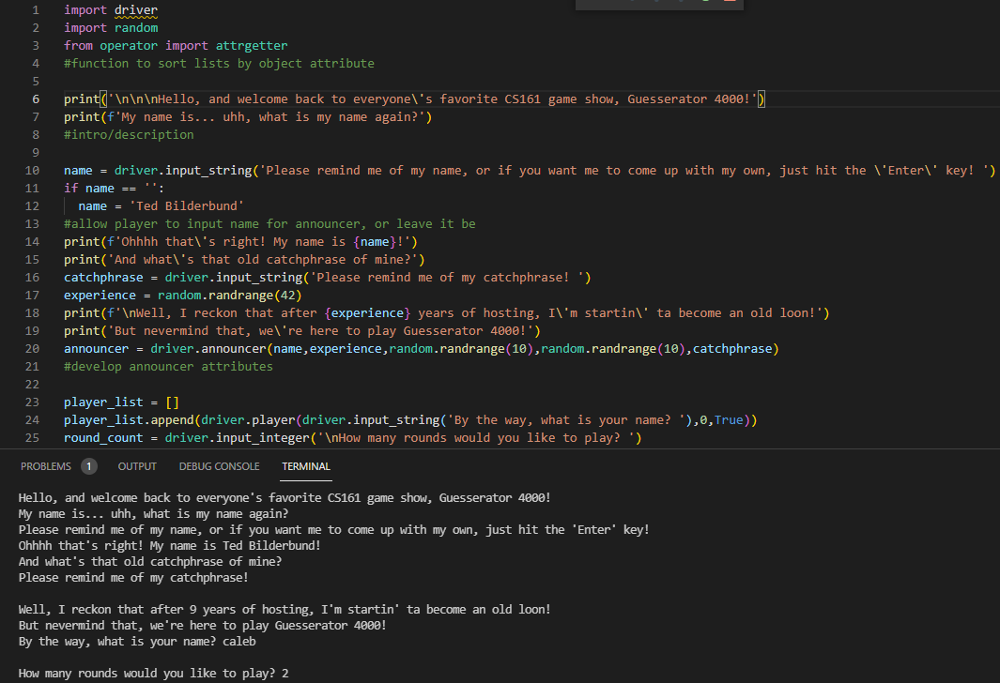 1 import driver
2 import random
3 from operator import attrgetter
4 #function to sort lists by object attribute
5
6 print('\n\n\nHello, and welcome back to everyone\'s favorite CS161 game show, Guesserator 4000!')
7 print(f'My name is... uhh, what is my name again?')
8 #intro/description
9
10 name = driver.input_string('Please remind me of my name, or if you want me to come up with my own, just hit the \'Enter\' key! ')
11 if name == '':
12 name = 'Ted Bilderbund'
13 #allow player to input name for announcer, or leave it be
14 print(f'Ohhhh that\'s right! My name is {name}!')
15 print('And what\'s that old catchphrase of mine?')
16 catchphrase = driver.input_string('Please remind me of my catchphrase! ')
17 experience = random.randrange(42)
18 print(f'\nWell, I reckon that after {experience} years of hosting, I\'m startin\' ta become an old loon!')
19 print('But nevermind that, we\'re here to play Guesserator 4000!')
20 announcer = driver.announcer(name,experience,random.randrange(10),random.randrange(10),catchphrase)
21 #develop announcer attributes
22
23 player_list = []
24 player_list.append(driver.player(driver.input_string('By the way, what is your name? '),0,True))
25 round_count = driver.input_integer('\nHow many rounds would you like to play? ')
PROBLEMS 1 OUTPUT DEBUG CONSOLE TERMINAL
Hello, and welcome back to everyone's favorite CS161 game show, Guesserator 4000!
My name is... uhh, what is my name again?
Please remind me of my name, or if you want me to come up with my own, just hit the 'Enter' key!
Ohhhh that's right! My name is Ted Bilderbund!
And what's that old catchphrase of mine?
Please remind me of my catchphrase!
Well, I reckon that after 9 years of hosting, I'm startin' ta become an old loon!
But nevermind that, we're here to play Guesserator 4000!
By the way, what is your name? caleb
How many rounds would you like to play? 2